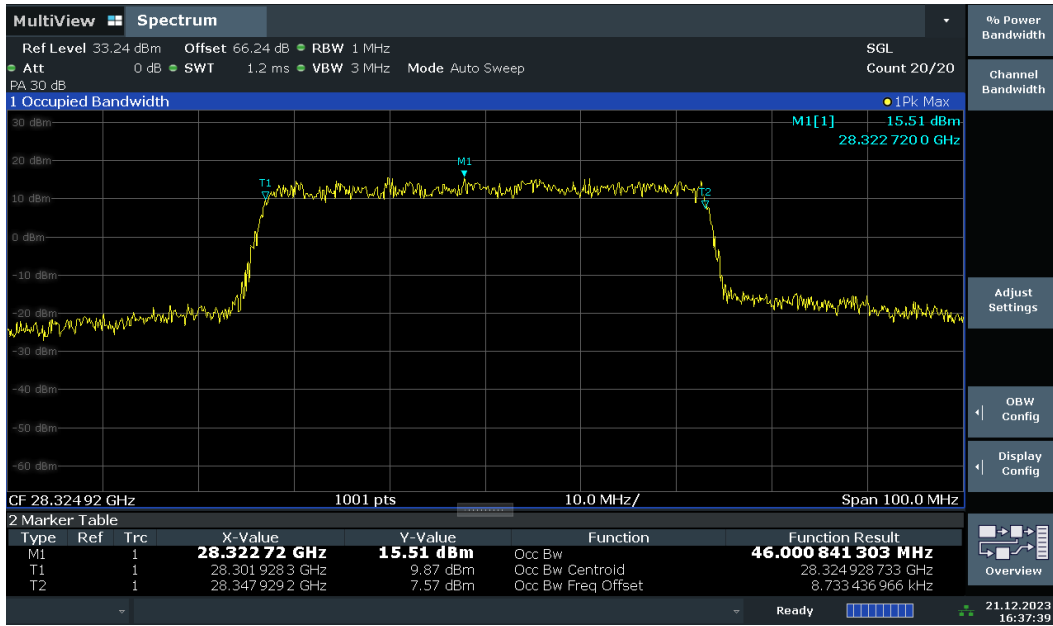 MultiView Spectrum
Ref Level 33.24 dBm Offset 66.24 dB RBW 1 MHz SGL
Att 0 dB SWT 1.2 ms VBW 3 MHz Mode Auto Sweep Count 20/20
PA 30 dB
1 Occupied Bandwidth 1Pk Max
M1[1] 15.51 dBm
28.322 720 0 GHz
30 dBm
20 dBm
10 dBm
0 dBm
-10 dBm
-20 dBm
-30 dBm
-40 dBm
-50 dBm
-60 dBm
M1
T1
T2
CF 28.324 92 GHz 1001 pts 10.0 MHz/ Span 100.0 MHz
2 Marker Table
Type Ref Trc X-Value Y-Value Function Function Result
M1 1 28.322 72 GHz 15.51 dBm Occ Bw 46.000 841 303 MHz
T1 1 28.301 928 3 GHz 9.87 dBm Occ Bw Centroid 28.324 928 733 GHz
T2 1 28.347 929 2 GHz 7.57 dBm Occ Bw Freq Offset 8.733 436 966 kHz
Ready
21.12.2023
16:37:39
% Power
Bandwidth
Channel
Bandwidth
Adjust
Settings
OBW
Config
Display
Config
Overview